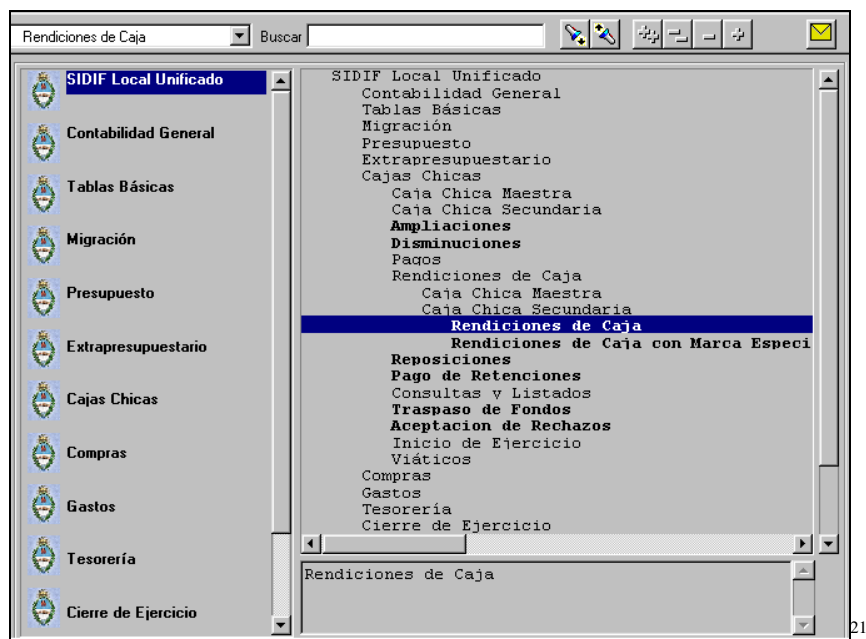 Rendiciones de Caja
Buscar
SIDIF Local Unificado
Contabilidad General
Tablas Básicas
Migración
Presupuesto
Extrapresupuestario
Cajas Chicas
Compras
Gastos
Tesorería
Cierre de Ejercicio
SIDIF Local Unificado
Contabilidad General
Tablas Básicas
Migración
Presupuesto
Extrapresupuestario
Cajas Chicas
Caja Chica Maestra
Caja Chica Secundaria
Ampliaciones
Disminuciones
Pagos
Rendiciones de Caja
Caja Chica Maestra
Caja Chica Secundaria
Rendiciones de Caja
Rendiciones de Caja con Marca Especi
Reposiciones
Pago de Retenciones
Consultas y Listados
Traspaso de Fondos
Aceptacion de Rechazos
Inicio de Ejercicio
Viáticos
Compras
Gastos
Tesorería
Cierre de Ejercicio
Rendiciones de Caja
21